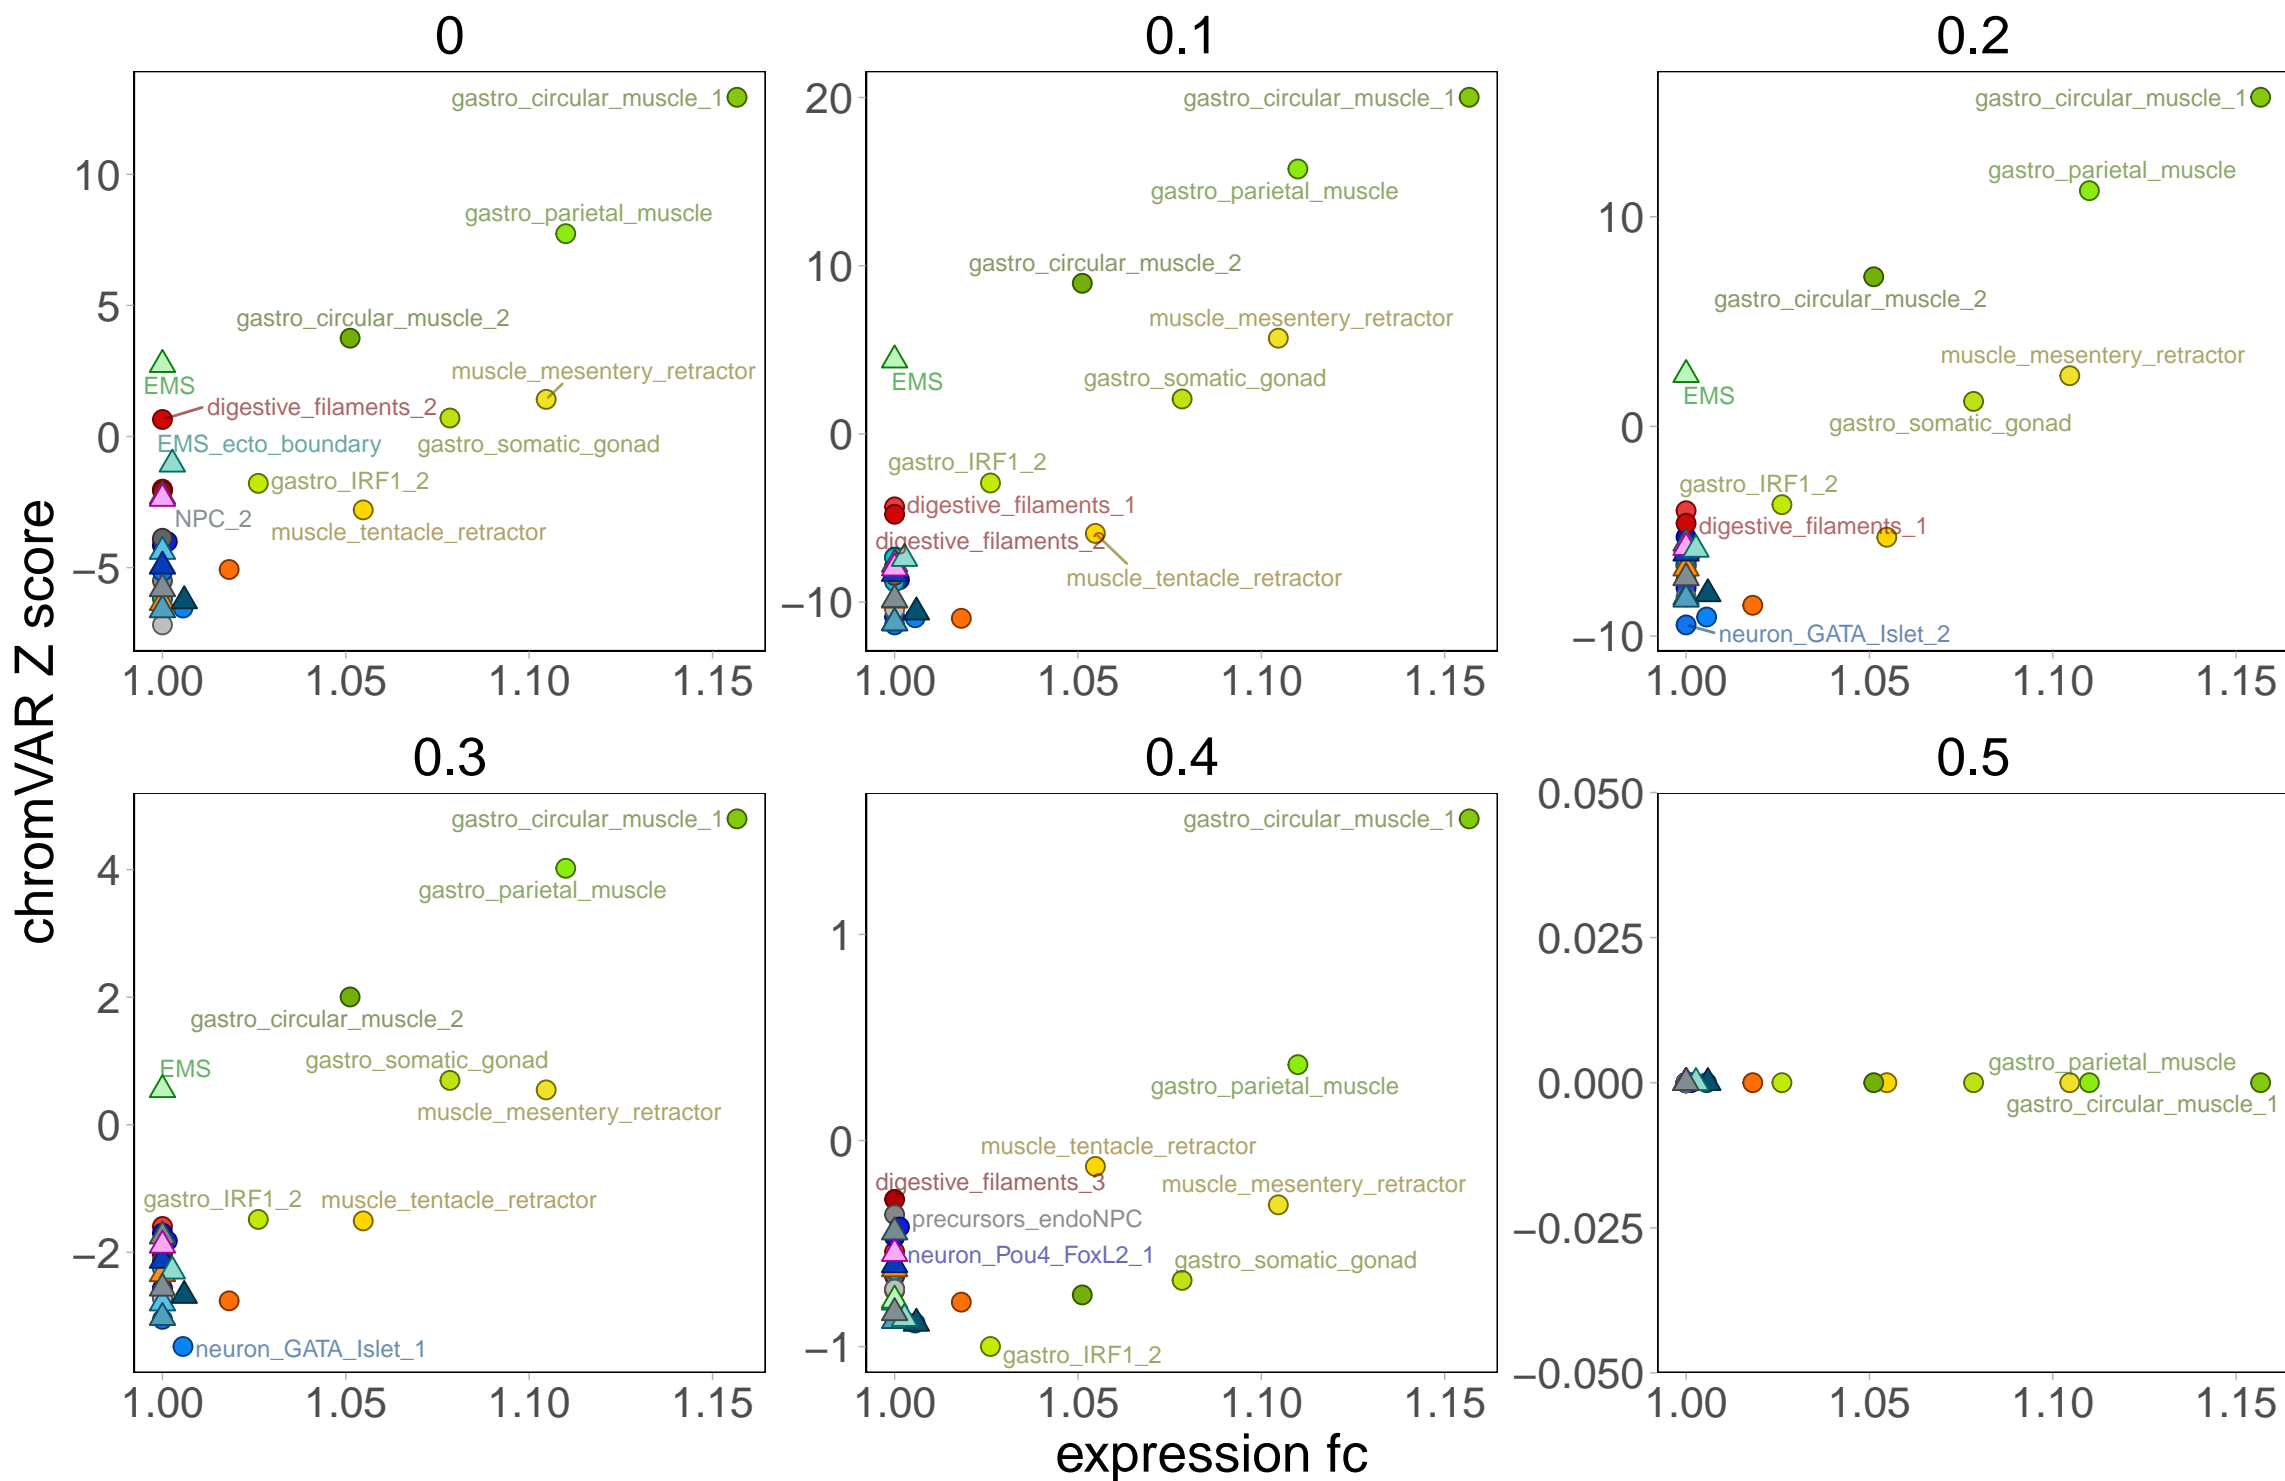 0
0.1
0.2
gastro_circular_muscle_1
gastro_parietal_muscle
gastro_circular_muscle_2
muscle_mesentery_retractor
EMS
digestive_filaments_2
EMS_ecto_boundary
gastro_somatic_gonad
gastro_IRF1_2
NPC_2
muscle_tentacle_retractor
10
5
0
−5
1.00
1.05
1.10
1.15
gastro_circular_muscle_1
gastro_parietal_muscle
gastro_circular_muscle_2
muscle_mesentery_retractor
EMS
gastro_somatic_gonad
gastro_IRF1_2
digestive_filaments_1
digestive_filaments_2
muscle_tentacle_retractor
20
10
0
−10
1.00
1.05
1.10
1.15
gastro_circular_muscle_1
gastro_parietal_muscle
gastro_circular_muscle_2
muscle_mesentery_retractor
EMS
gastro_somatic_gonad
gastro_IRF1_2
digestive_filaments_1
neuron_GATA_Islet_2
10
0
−10
1.00
1.05
1.10
1.15
chromVAR Z score
0.3
0.4
0.5
gastro_circular_muscle_1
gastro_parietal_muscle
gastro_circular_muscle_2
gastro_somatic_gonad
EMS
muscle_mesentery_retractor
gastro_IRF1_2
muscle_tentacle_retractor
neuron_GATA_Islet_1
4
2
0
−2
1.00
1.05
1.10
1.15
gastro_circular_muscle_1
gastro_parietal_muscle
muscle_tentacle_retractor
digestive_filaments_3
muscle_mesentery_retractor
precursors_endoNPC
neuron_Pou4_FoxL2_1
gastro_somatic_gonad
gastro_IRF1_2
1
0
−1
1.00
1.05
1.10
1.15
gastro_parietal_muscle
gastro_circular_muscle_1
0.050
0.025
0.000
−0.025
−0.050
1.00
1.05
1.10
1.15
expression fc